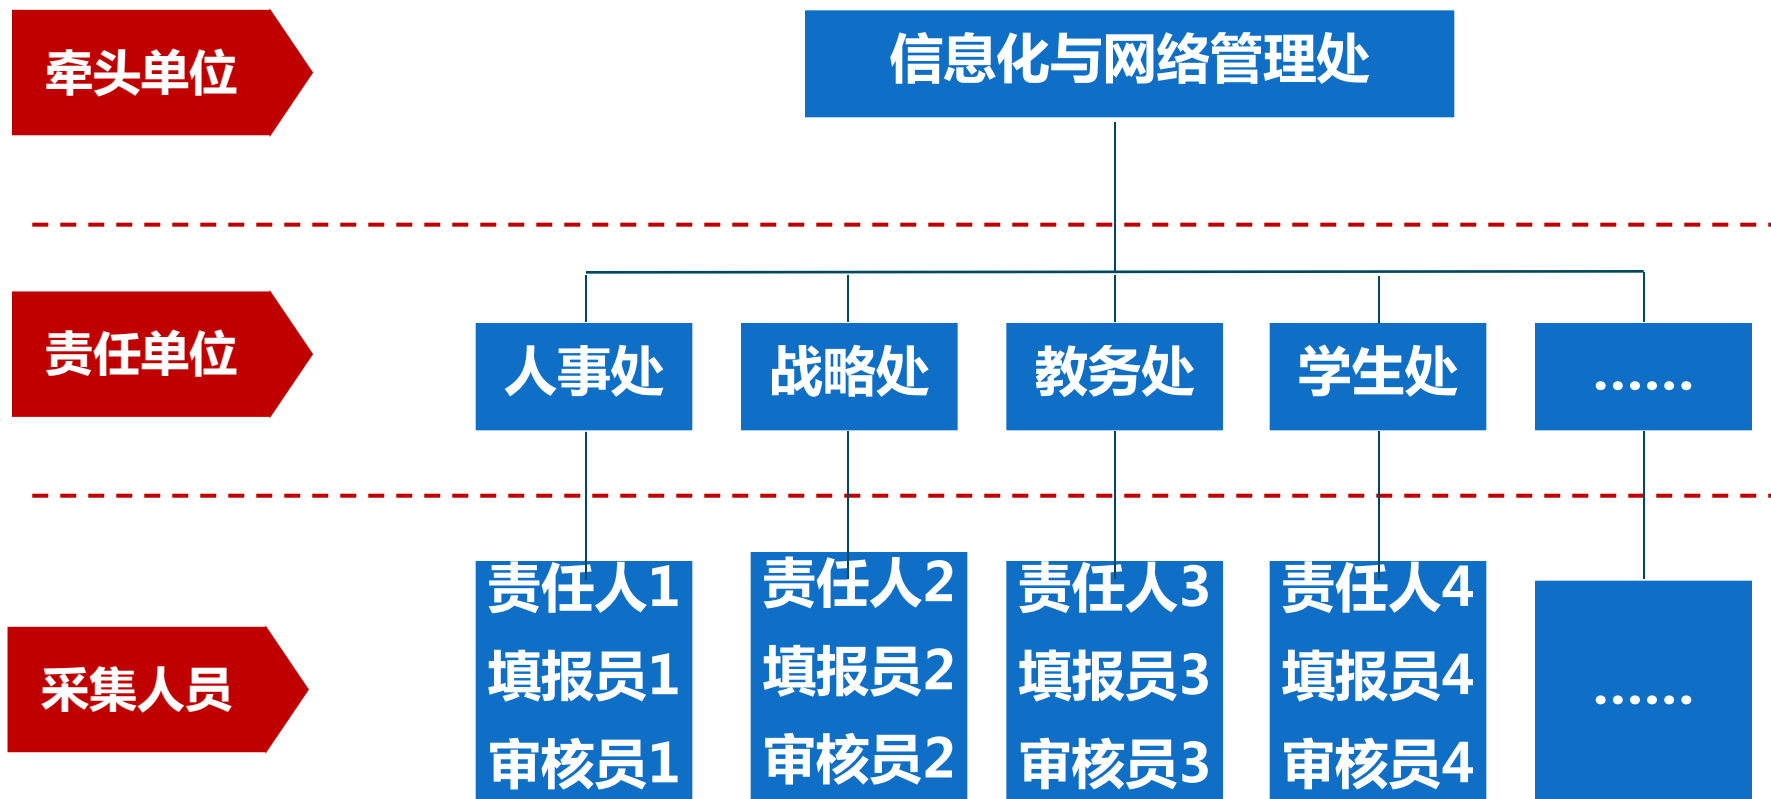 牵头单位
信息化与网络管理处
责任单位
人事处
战略处
教务处
学生处
......
采集人员
责任人1
填报员1
审核员1
责任人2
填报员2
审核员2
责任人3
填报员3
审核员3
责任人4
填报员4
审核员4
......